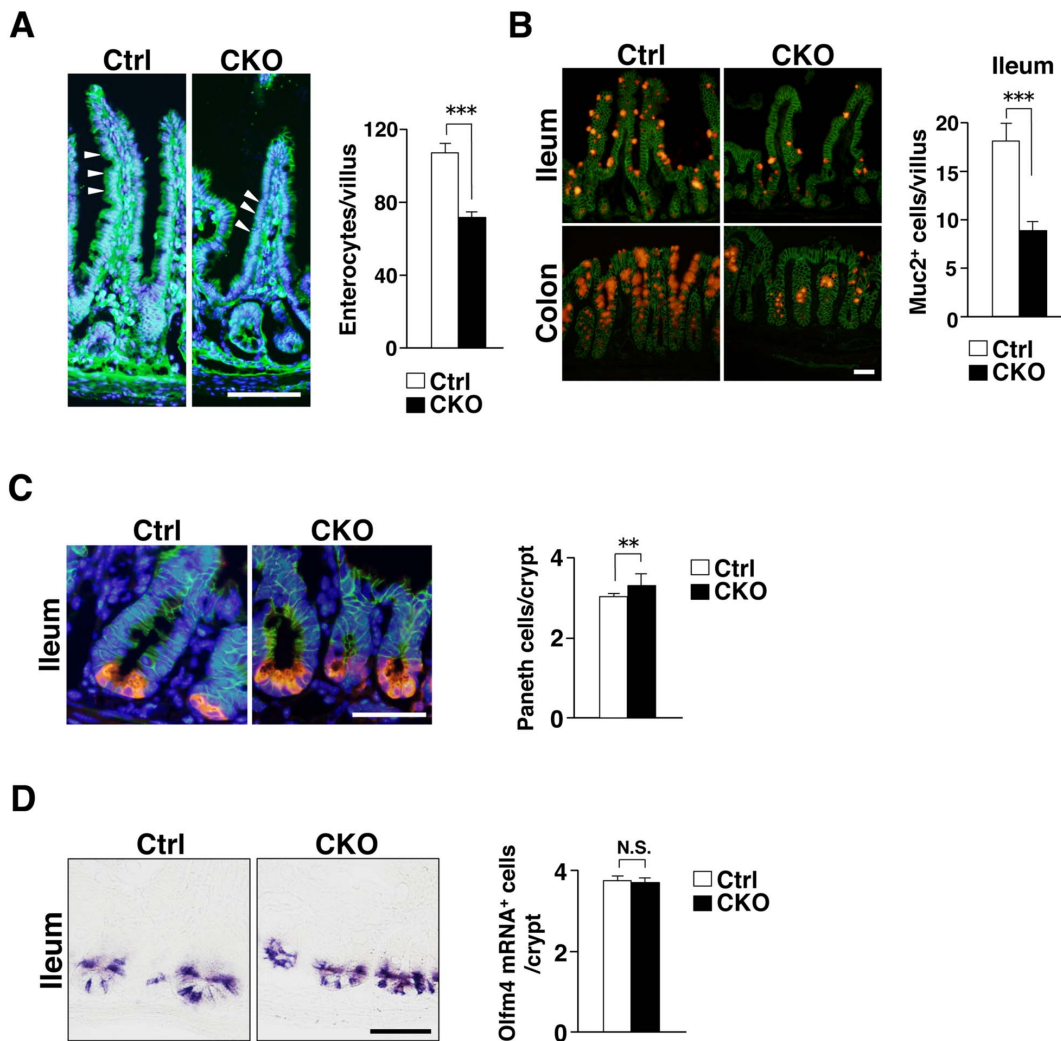 A
Ctrl
CKO
Enterocytes/villus
120
80
40
0
***
Ctrl
CKO
B
Ctrl
CKO
Ileum
Colon
Ileum
Muc2⁺ cells/villus
20
15
10
5
0
***
Ctrl
CKO
C
Ctrl
CKO
Ileum
Paneth cells/crypt
4
2
0
**
Ctrl
CKO
D
Ctrl
CKO
Ileum
Olfm4 mRNA⁺ cells
/crypt
4
2
0
N.S.
Ctrl
CKO